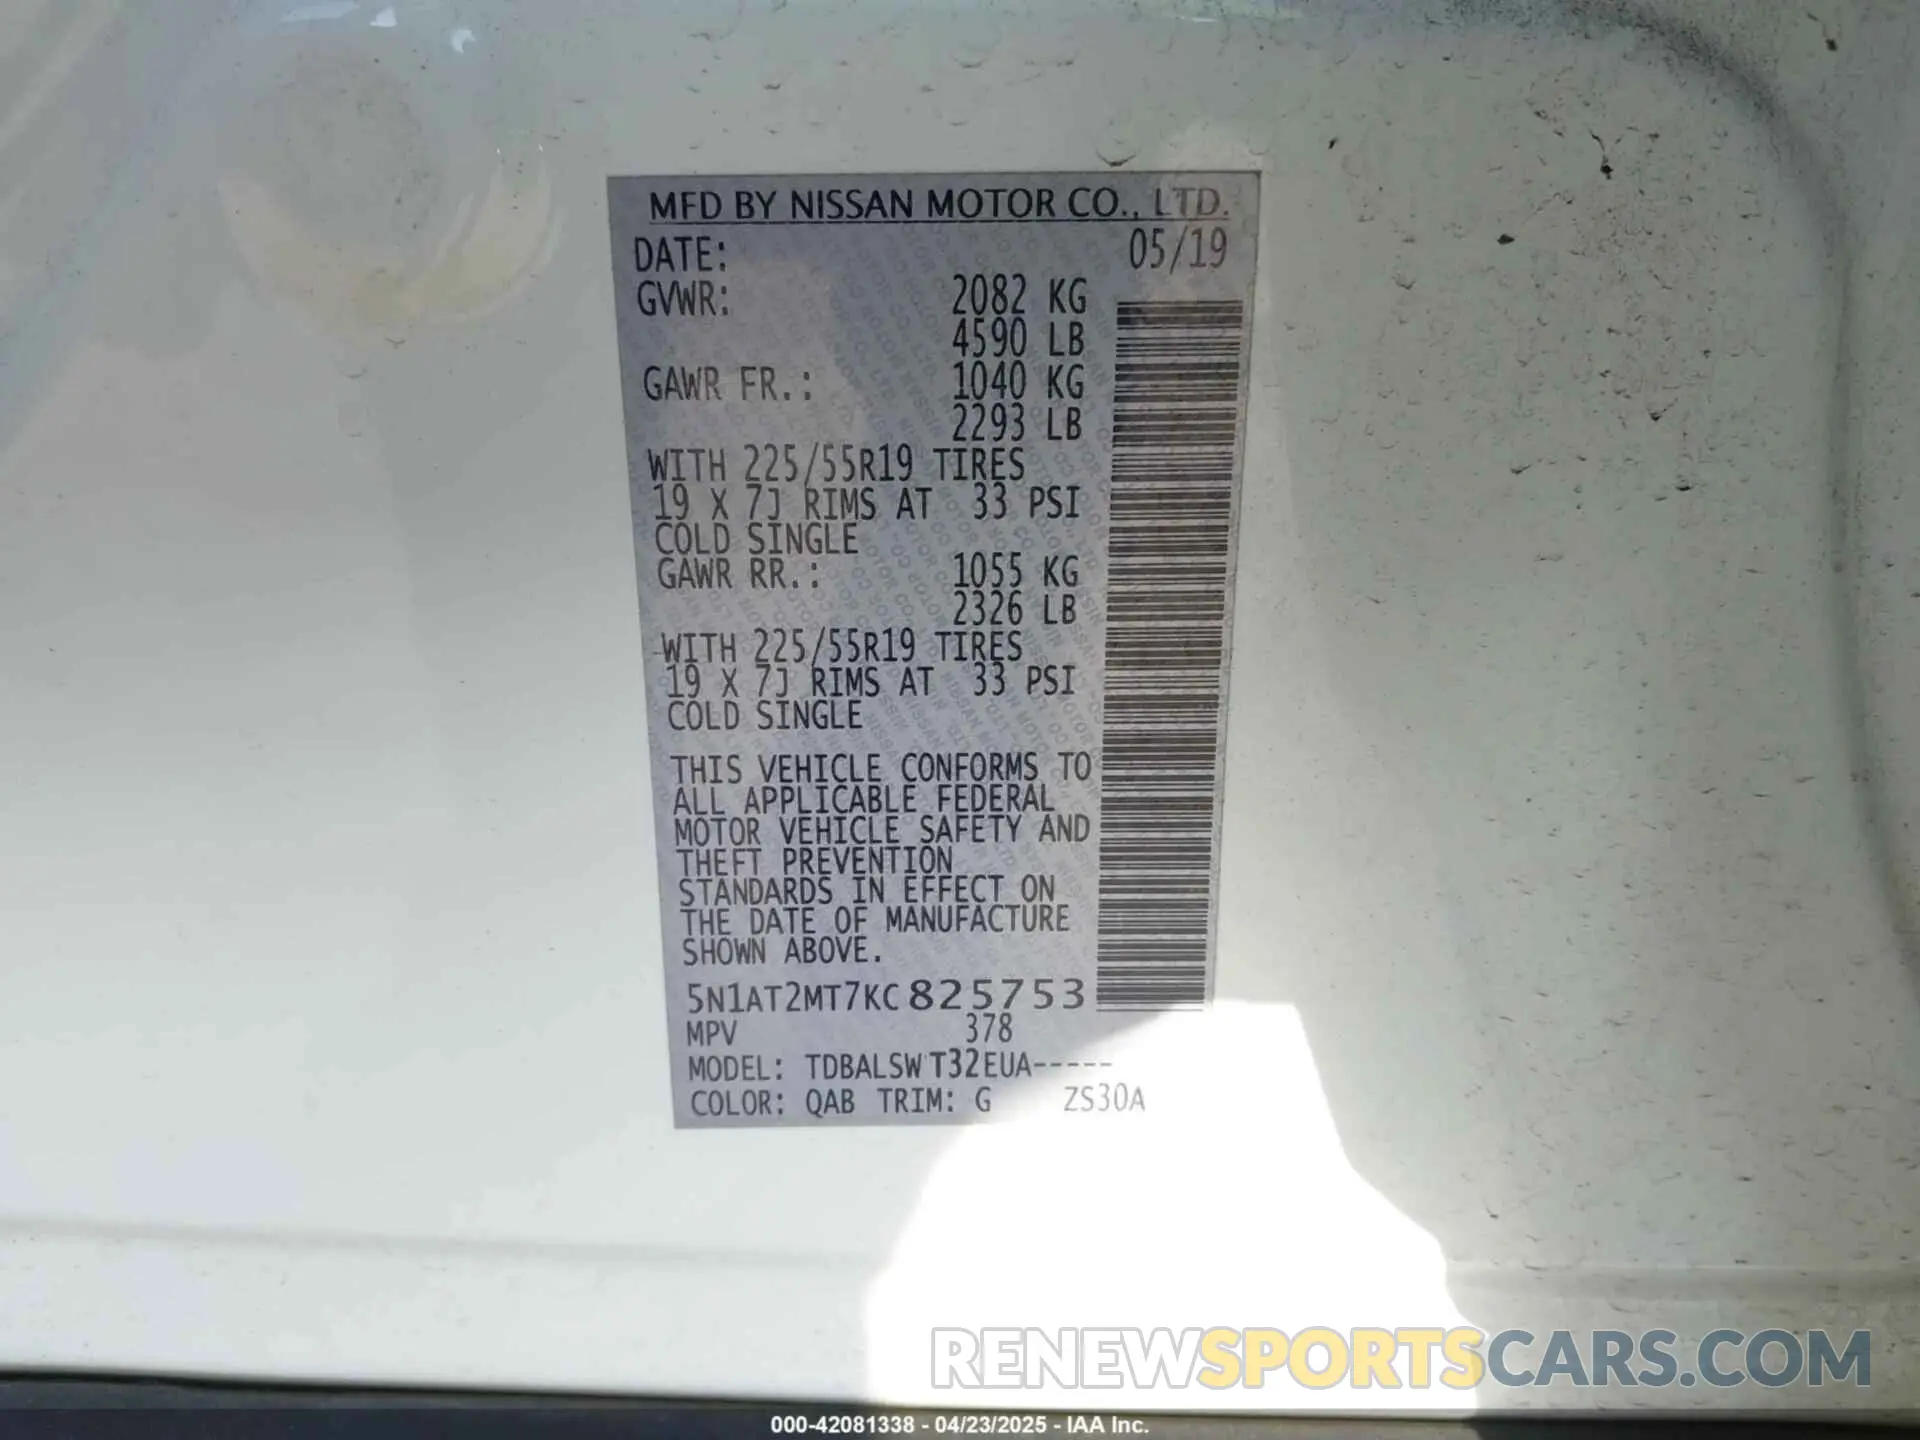 MFD BY NISSAN MOTOR CO., LTD.
DATE: 05/19
GVWR: 2082 KG
4590 LB
GAWR FR.: 1040 KG
2293 LB
WITH 225/55R19 TIRES
19 X 7J RIMS AT 33 PSI
COLD SINGLE
GAWR RR.: 1055 KG
2326 LB
WITH 225/55R19 TIRES
19 X 7J RIMS AT 33 PSI
COLD SINGLE
THIS VEHICLE CONFORMS TO
ALL APPLICABLE FEDERAL
MOTOR VEHICLE SAFETY AND
THEFT PREVENTION
STANDARDS IN EFFECT ON
THE DATE OF MANUFACTURE
SHOWN ABOVE.
5N1AT2MT7KC825753
MPV 378
MODEL: TDBALSWT32EUA-----
COLOR: QAB TRIM: G ZS30A
RENEWSPORTSCARS.COM
000-42081338 - 04/23/2025 - IAA Inc.